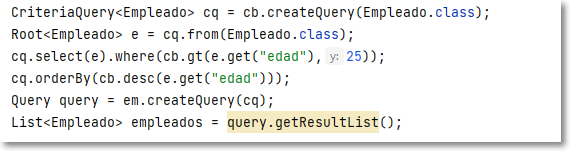 CriteriaQuery<Empleado> cq = cb.createQuery(Empleado.class);
Root<Empleado> e = cq.from(Empleado.class);
cq.select(e).where(cb.gt(e.get("edad"), y: 25));
cq.orderBy(cb.desc(e.get("edad")));
Query query = em.createQuery(cq);
List<Empleado> empleados = query.getResultList();